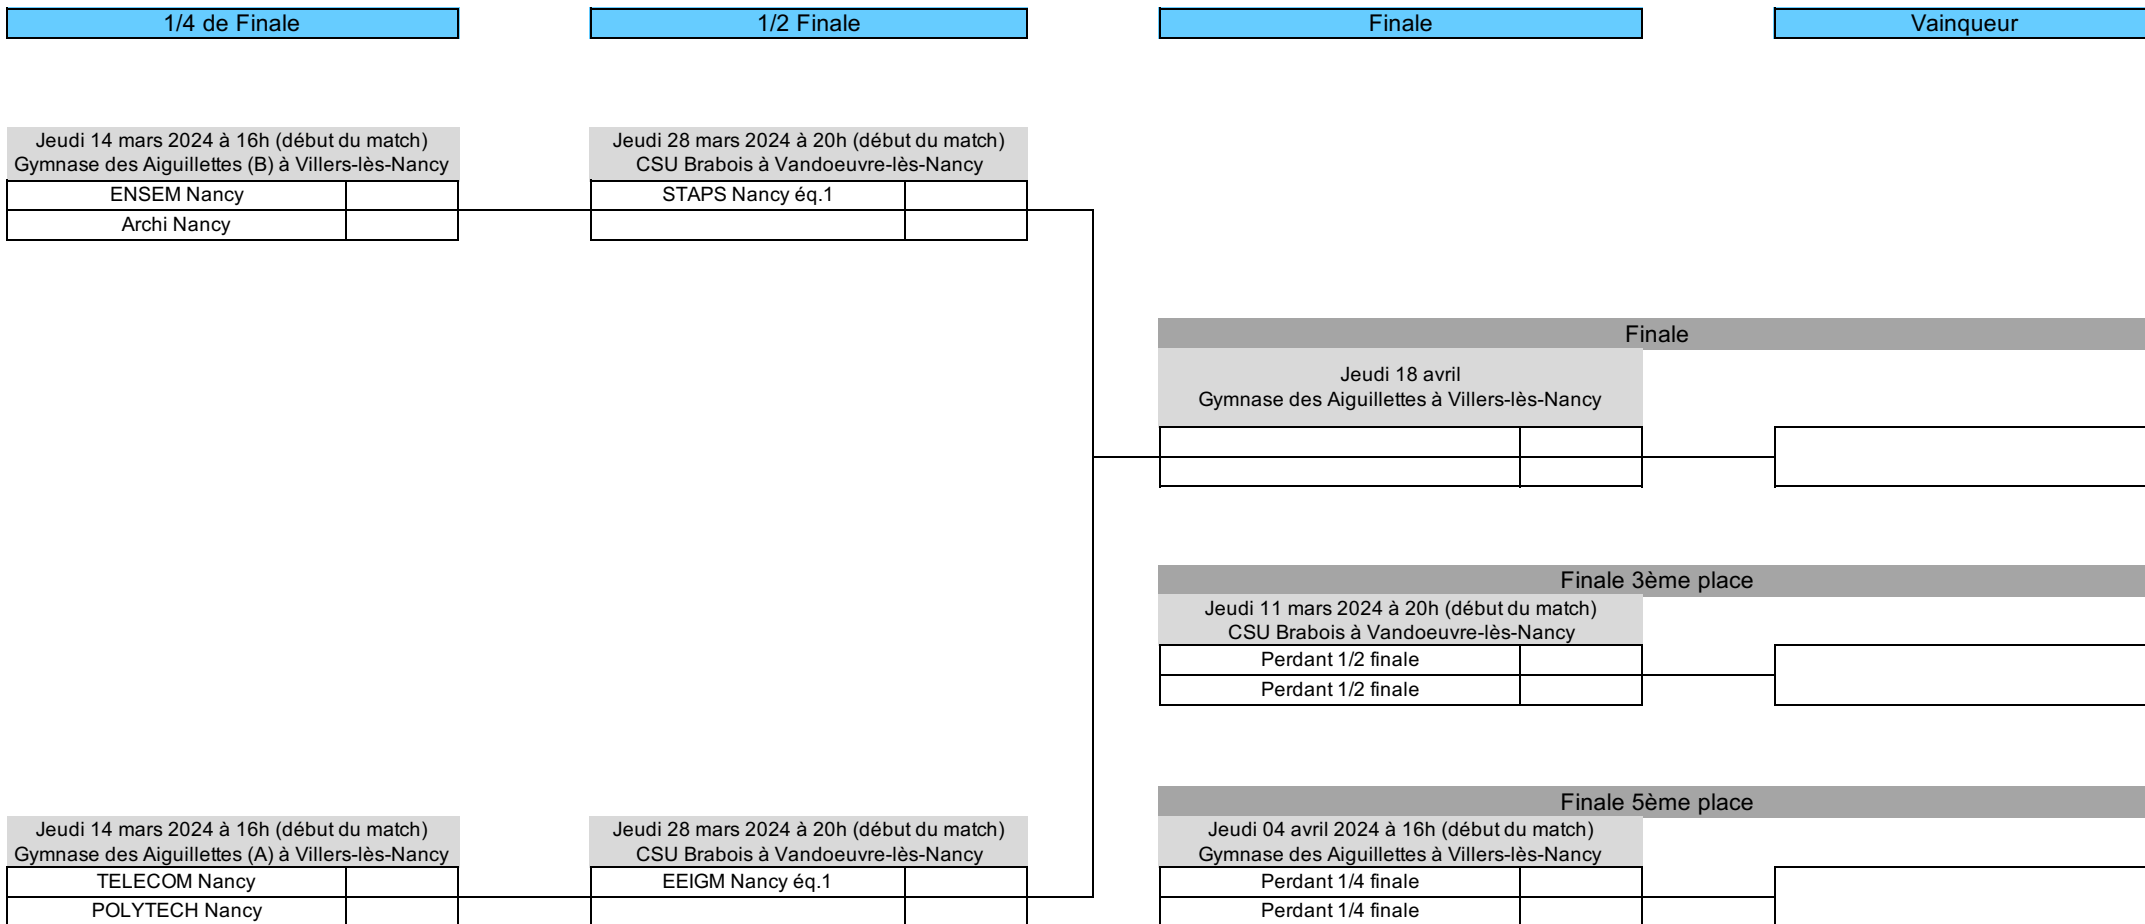 1/4 de Finale
1/2 Finale
Finale
Vainqueur
Jeudi 14 mars 2024 à 16h (début du match)
Gymnase des Aiguillettes (B) à Villers-lès-Nancy
ENSEM Nancy
Archi Nancy
Jeudi 28 mars 2024 à 20h (début du match)
CSU Brabois à Vandoeuvre-lès-Nancy
STAPS Nancy éq.1
Finale
Jeudi 18 avril
Gymnase des Aiguillettes à Villers-lès-Nancy
Finale 3ème place
Jeudi 11 mars 2024 à 20h (début du match)
CSU Brabois à Vandoeuvre-lès-Nancy
Perdant 1/2 finale
Perdant 1/2 finale
Jeudi 14 mars 2024 à 16h (début du match)
Gymnase des Aiguillettes (A) à Villers-lès-Nancy
TELECOM Nancy
POLYTECH Nancy
Jeudi 28 mars 2024 à 20h (début du match)
CSU Brabois à Vandoeuvre-lès-Nancy
EEIGM Nancy éq.1
Finale 5ème place
Jeudi 04 avril 2024 à 16h (début du match)
Gymnase des Aiguillettes à Villers-lès-Nancy
Perdant 1/4 finale
Perdant 1/4 finale